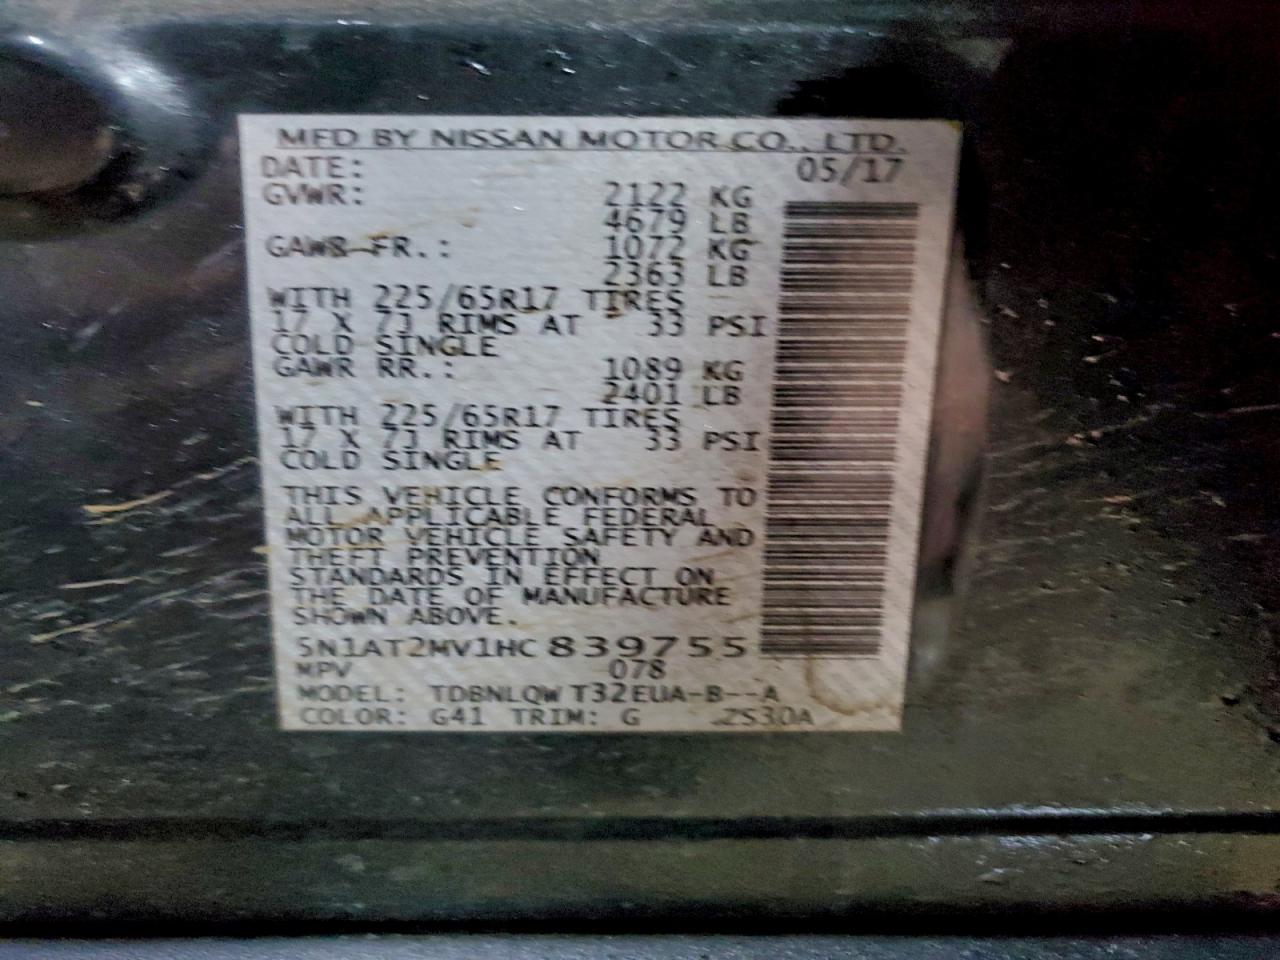 MFD BY NISSAN MOTOR CO., LTD.
DATE: 05/17
GVWR: 2122 KG
4679 LB
GAWR FR.: 1072 KG
2363 LB
WITH 225/65R17 TIRES
17 X 7J RIMS AT 33 PSI
COLD SINGLE
GAWR RR.: 1089 KG
2401 LB
WITH 225/65R17 TIRES
17 X 7J RIMS AT 33 PSI
COLD SINGLE
THIS VEHICLE CONFORMS TO
ALL APPLICABLE FEDERAL
MOTOR VEHICLE SAFETY AND
THEFT PREVENTION
STANDARDS IN EFFECT ON
THE DATE OF MANUFACTURE
SHOWN ABOVE.
5N1AT2MV1HC839755
MPV 078
MODEL: TDBNLQW T32EUA-B--A
COLOR: G41 TRIM: G ZS30A